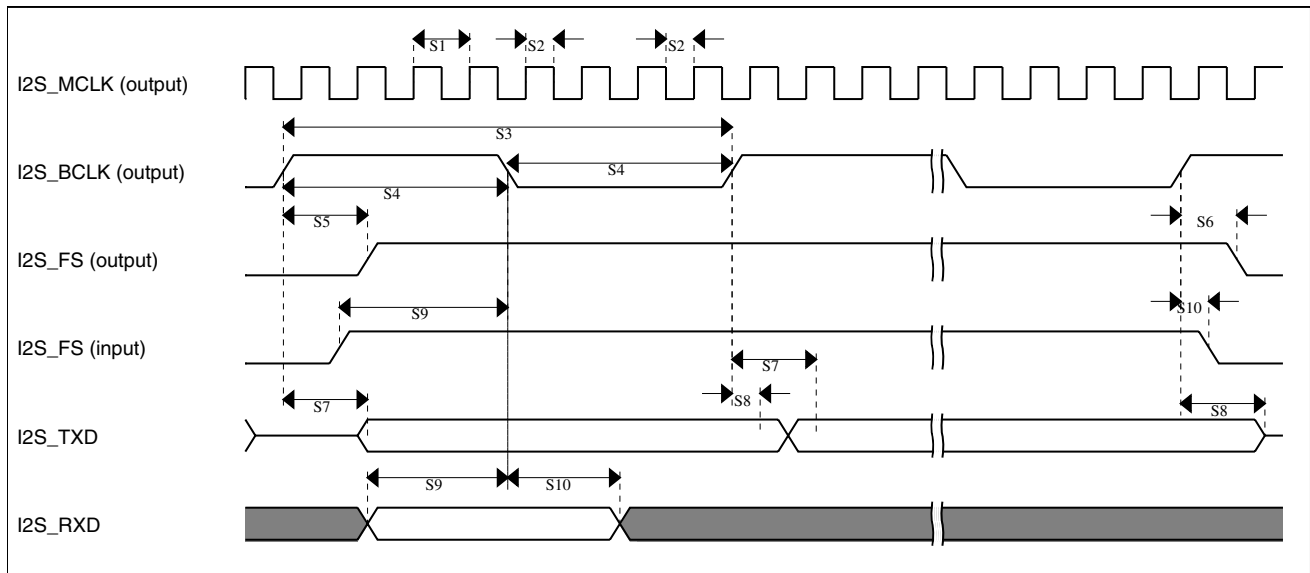 S1
S2
S2
I2S_MCLK (output)
S3
I2S_BCLK (output)
S4
S4
S5
S6
I2S_FS (output)
S9
S10
I2S_FS (input)
S7
S7
S8
S8
I2S_TXD
S9
S10
I2S_RXD